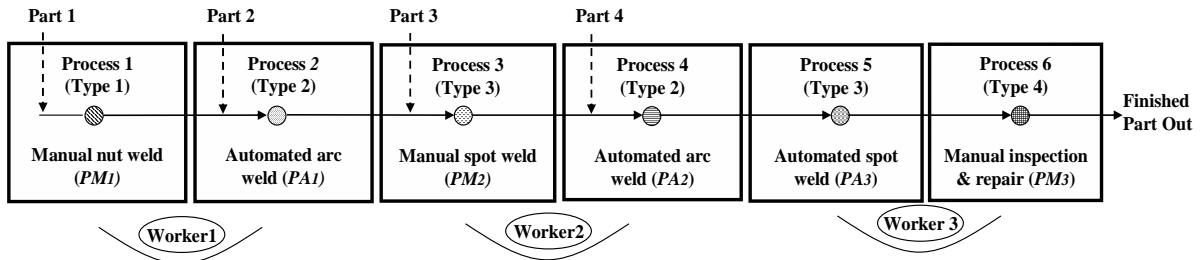 Part 1
Part 2
Part 3
Part 4
Process 1
(Type 1)
Manual nut weld
(PM1)
Process 2
(Type 2)
Automated arc
weld (PA1)
Process 3
(Type 3)
Manual spot weld
(PM2)
Process 4
(Type 2)
Automated arc
weld (PA2)
Process 5
(Type 3)
Automated spot
weld (PA3)
Process 6
(Type 4)
Manual inspection
& repair (PM3)
Finished
Part Out
Worker1
Worker2
Worker 3